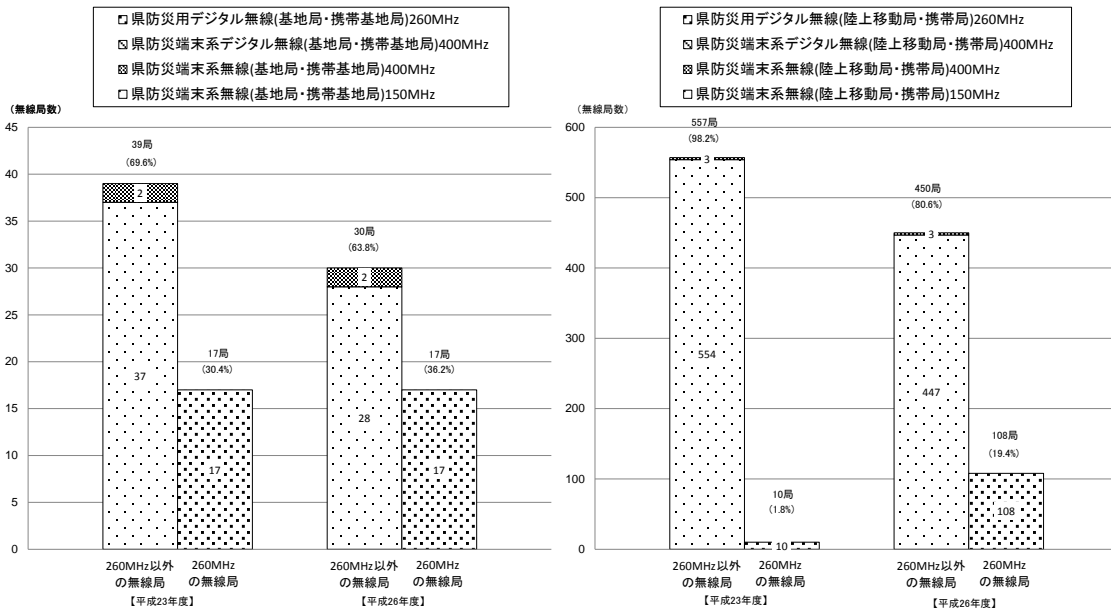 県防災用デジタル無線(基地局・携帯基地局)260MHz
県防災端末系デジタル無線(基地局・携帯基地局)400MHz
県防災端末系無線(基地局・携帯基地局)400MHz
県防災端末系無線(基地局・携帯基地局)150MHz
(無線局数)
45
40
35
30
25
20
15
10
5
0
39局
(69.6%)
2
37
17局
(30.4%)
17
30局
(63.8%)
2
28
17局
(36.2%)
17
260MHz以外
の無線局
260MHz
の無線局
260MHz以外
の無線局
260MHz
の無線局
【平成23年度】
【平成26年度】
県防災用デジタル無線(陸上移動局・携帯局)260MHz
県防災端末系デジタル無線(陸上移動局・携帯局)400MHz
県防災端末系無線(陸上移動局・携帯局)400MHz
県防災端末系無線(陸上移動局・携帯局)150MHz
(無線局数)
600
500
400
300
200
100
0
557局
(98.2%)
3
554
10局
(1.8%)
10
450局
(80.6%)
3
447
108局
(19.4%)
108
260MHz以外
の無線局
260MHz
の無線局
260MHz以外
の無線局
260MHz
の無線局
【平成23年度】
【平成26年度】